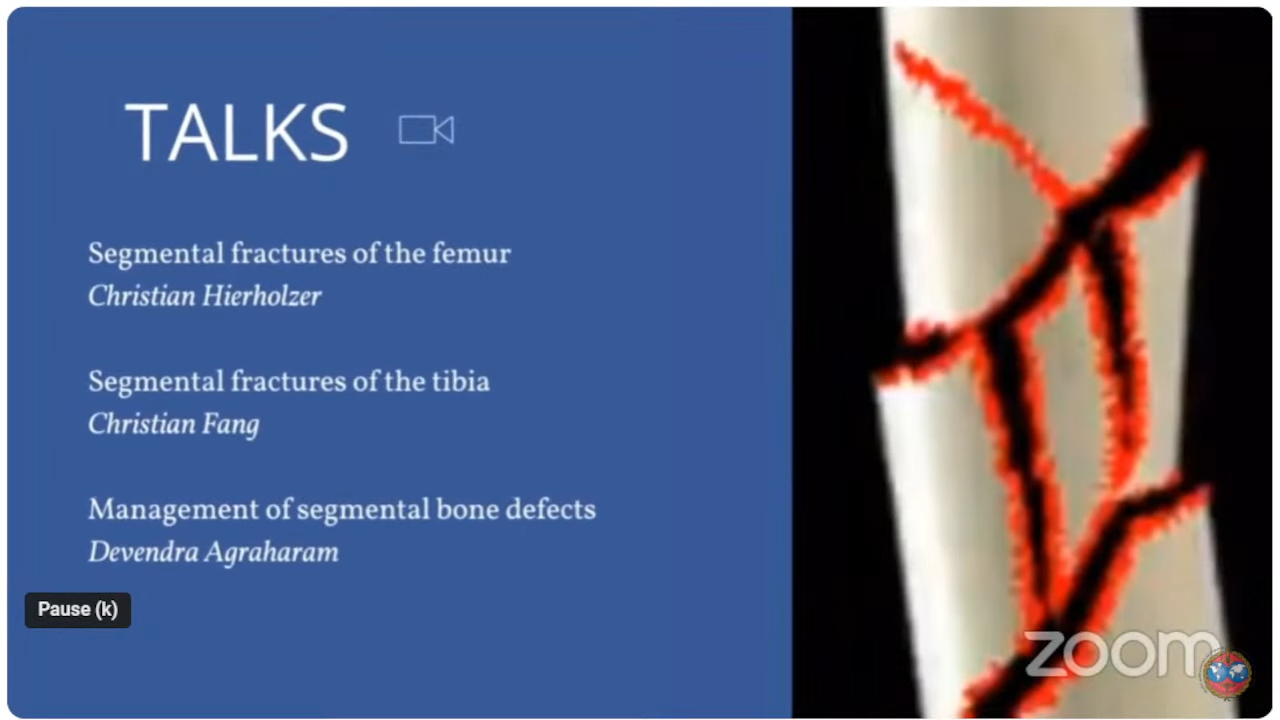 TALKS
Segmental fractures of the femur
Christian Hierholzer
Segmental fractures of the tibia
Christian Fang
Management of segmental bone defects
Devendra Agraharam
Pause (k)
zoom